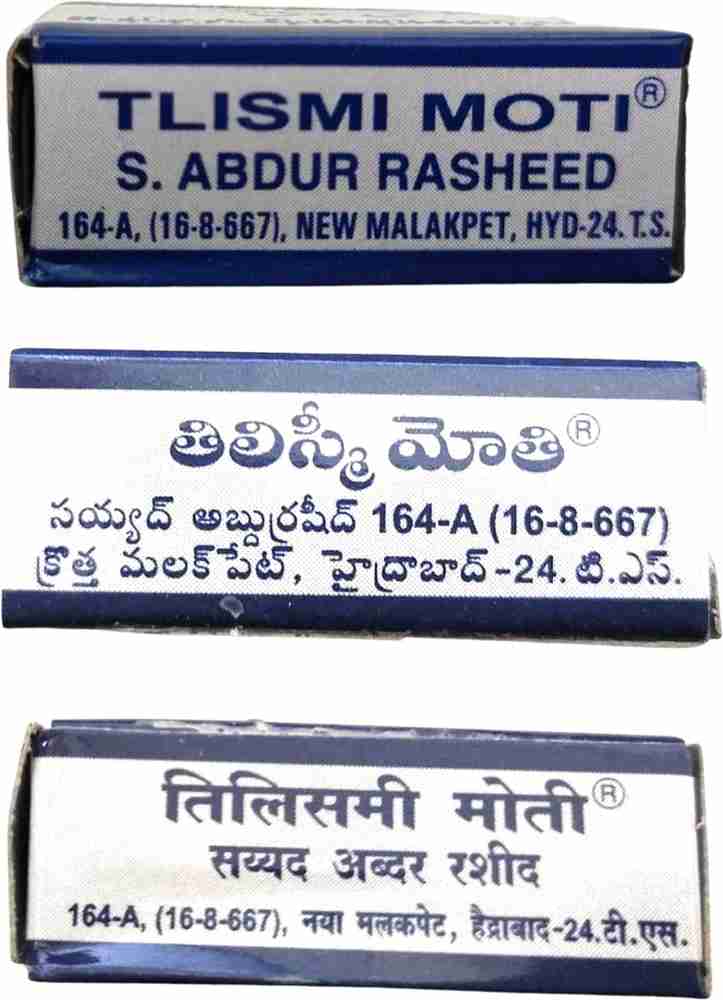 TLISMI MOTI®
S. ABDUR RASHEED
164-A, (16-8-667), NEW MALAKPET, HYD-24. T.S.
తిలిస్మీ మోతి®
సయ్యద్ అబ్దుర్రషీద్ 164-A (16-8-667)
క్రొత్త మలక్‌పేట్, హైద్రాబాద్-24. టి.ఎస్.
तिलिसमी मोती®
सय्यद अब्दर रशीद
164-A, (16-8-667), नया मलकपेट, हैद्राबाद-24.टी.एस.